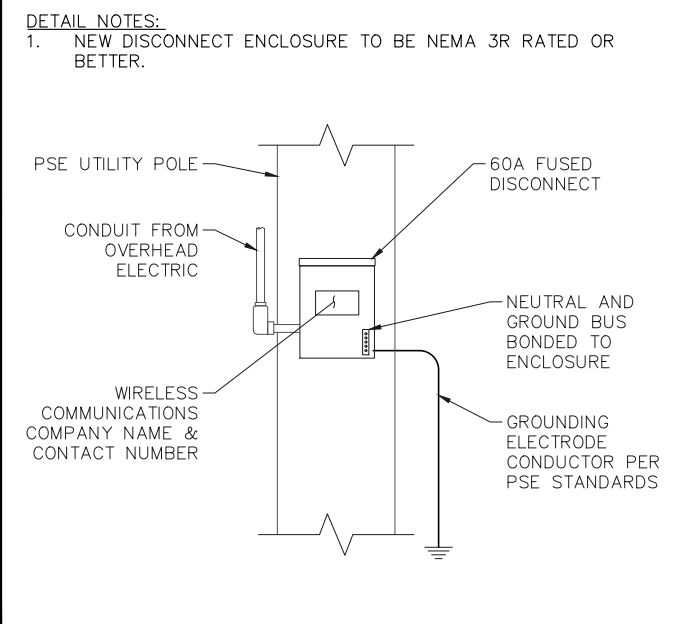 DETAIL NOTES:
1. NEW DISCONNECT ENCLOSURE TO BE NEMA 3R RATED OR
BETTER.
PSE UTILITY POLE
60A FUSED
DISCONNECT
CONDUIT FROM
OVERHEAD
ELECTRIC
NEUTRAL AND
GROUND BUS
BONDED TO
ENCLOSURE
WIRELESS
COMMUNICATIONS
COMPANY NAME &
CONTACT NUMBER
GROUNDING
ELECTRODE
CONDUCTOR PER
PSE STANDARDS